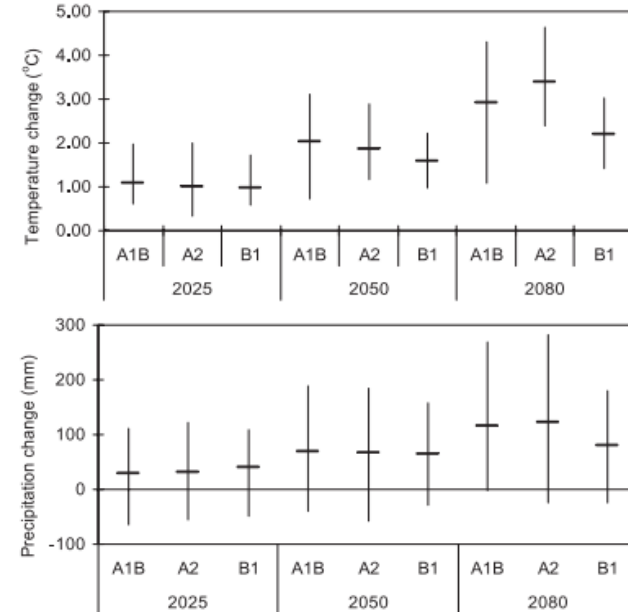 Temperature change (°C)
5.00
4.00
3.00
2.00
1.00
0.00
A1B A2 B1 A1B A2 B1 A1B A2 B1
2025 2050 2080
Precipitation change (mm)
300
200
100
0
-100
A1B A2 B1 A1B A2 B1 A1B A2 B1
2025 2050 2080